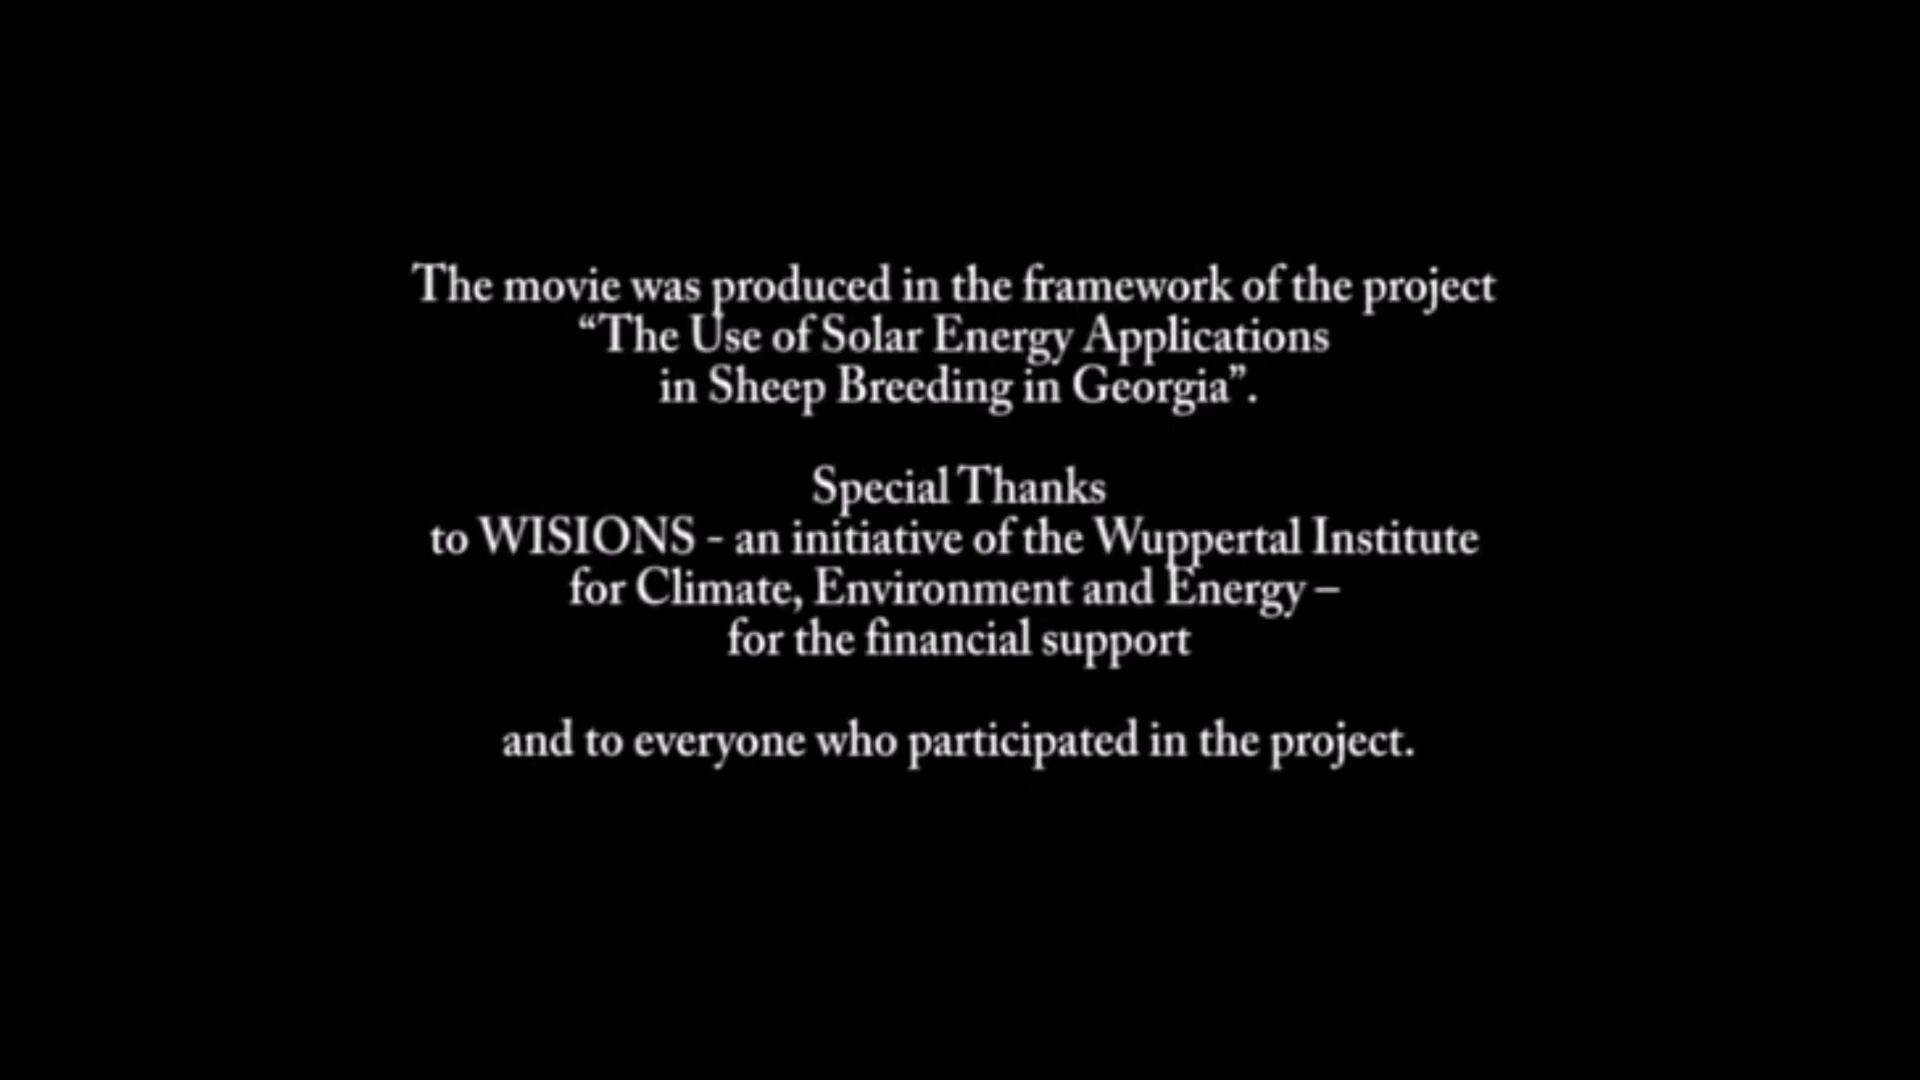 The movie was produced in the framework of the project
“The Use of Solar Energy Applications
in Sheep Breeding in Georgia”.
Special Thanks
to WISIONS - an initiative of the Wuppertal Institute
for Climate, Environment and Energy –
for the financial support
and to everyone who participated in the project.